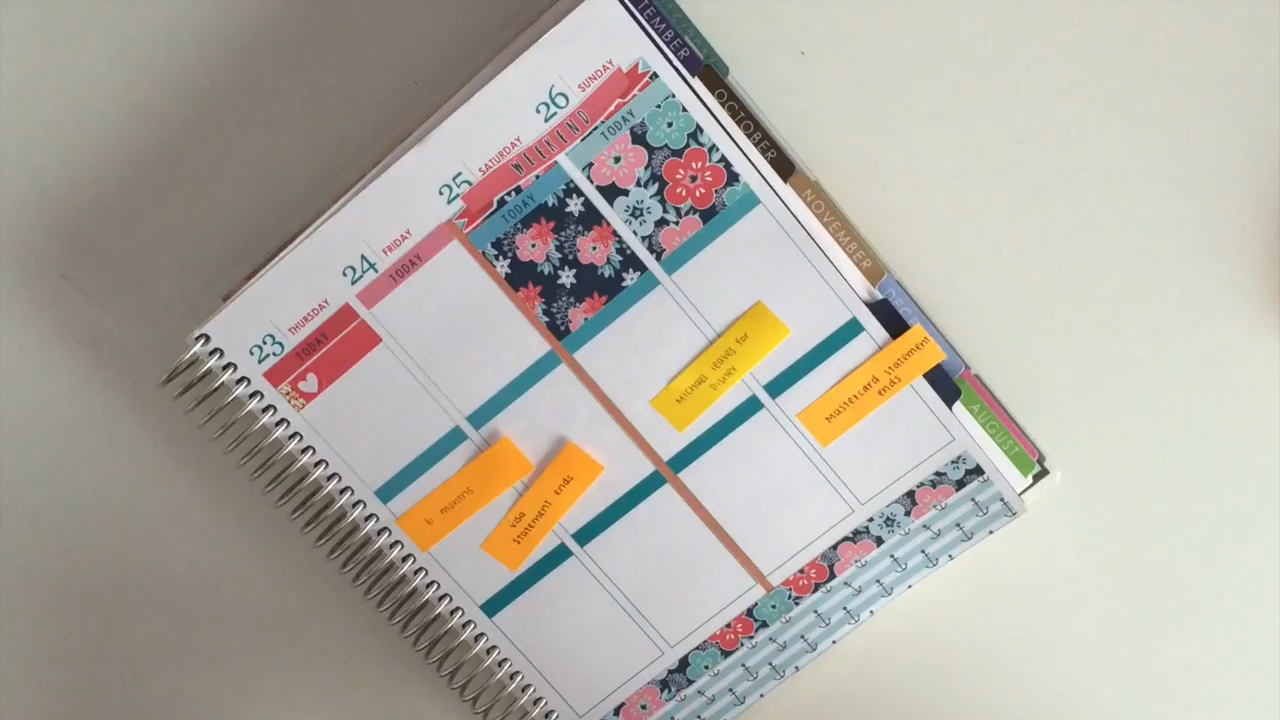 TEMBER
OCTOBER
NOVEMBER
DEC
AUGUST
23 THURSDAY
24 FRIDAY
25 SATURDAY
26 SUNDAY
WEEKEND
TODAY
TODAY
TODAY
TODAY
6 months
Visa
Statement ends
Michael leaves for
Disney
Mastercard statement
ends